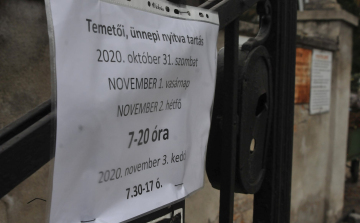 Temetői, ünnepi nyitva tartás
2020. október 31. szombat
NOVEMBER 1. vasárnap
NOVEMBER 2. hétfő
7-20 óra
2020. november 3. kedd
7.30-17 ó.